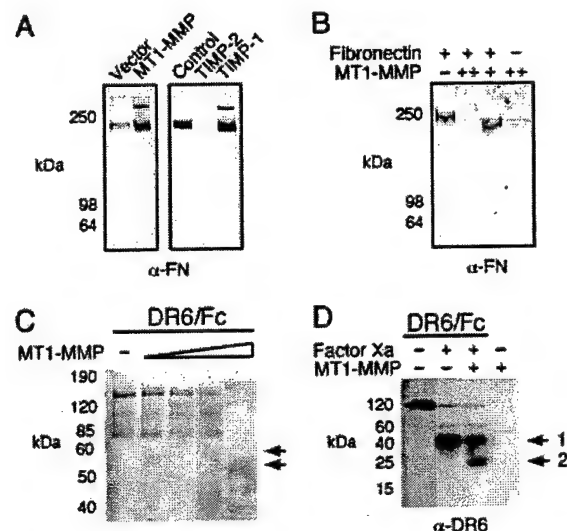 A
Vector
MT1-MMP
Control
TIMP-2
TIMP-1
250
kDa
98
64
α-FN
B
Fibronectin + + + −
MT1-MMP − ++ + ++
250
kDa
98
64
α-FN
C
DR6/Fc
MT1-MMP −
190
120
85
kDa
60
50
40
D
DR6/Fc
Factor Xa − + + −
MT1-MMP − − + +
120
60
kDa
40
25
15
1
2
α-DR6